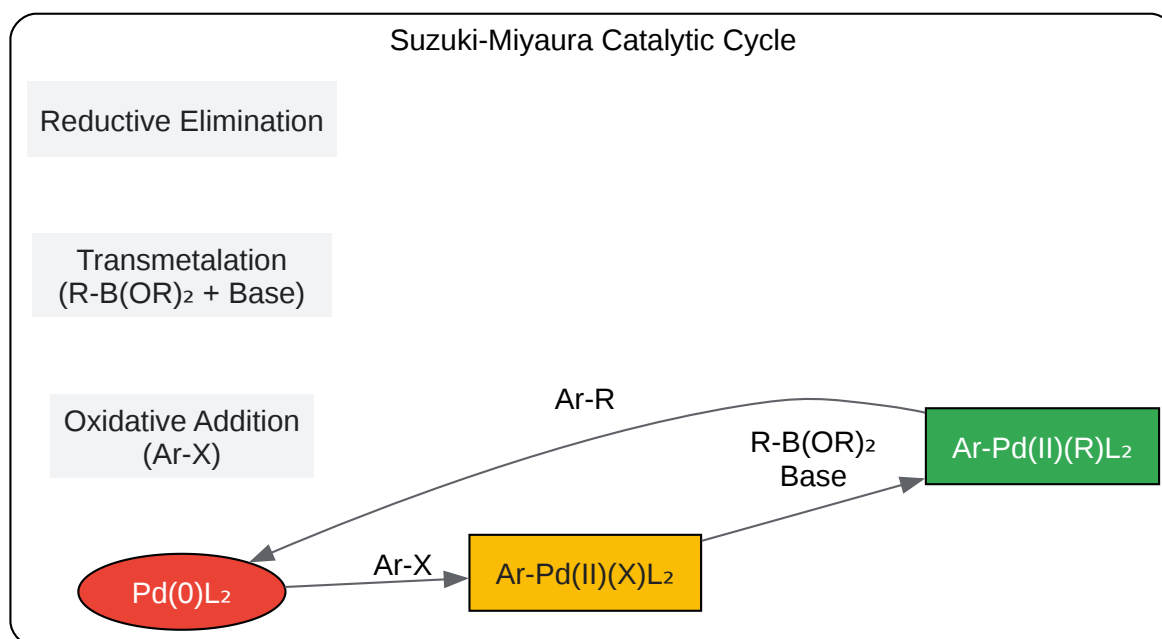 Suzuki-Miyaura Catalytic Cycle
Reductive Elimination
Transmetalation
(R-B(OR)₂ + Base)
Oxidative Addition
(Ar-X)
Ar-R
R-B(OR)₂
Base
Ar-Pd(II)(R)L₂
Pd(0)L₂
Ar-X
Ar-Pd(II)(X)L₂